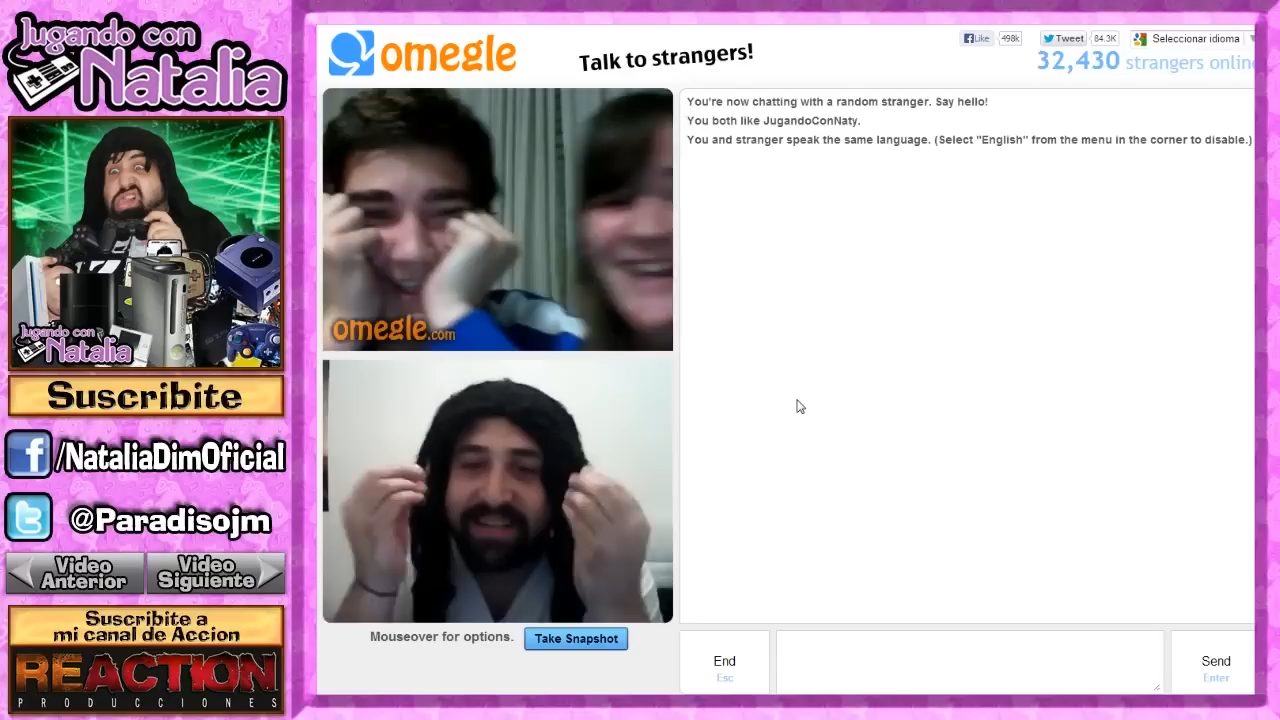 Jugando con
Natalia
Jugando con
Natalia
Suscribite
f /NataliaDimOficial
t @Paradisojm
Video
Anterior
Video
Siguiente
Suscribite a
mi canal de Accion
REACTION
PRODUCCIONES
omegle
Talk to strangers!
Like 498k
Tweet 84.3K
Seleccionar idioma
32,430 strangers onlin
omegle.com
You're now chatting with a random stranger. Say hello!
You both like JugandoConNaty.
You and stranger speak the same language. (Select "English" from the menu in the corner to disable.)
Mouseover for options.
Take Snapshot
End
Esc
Send
Enter